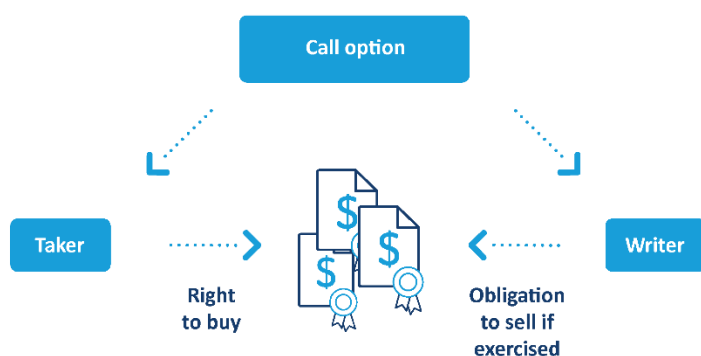 Call option
Taker
Writer
$
$
$
Right
to buy
Obligation
to sell if
exercised